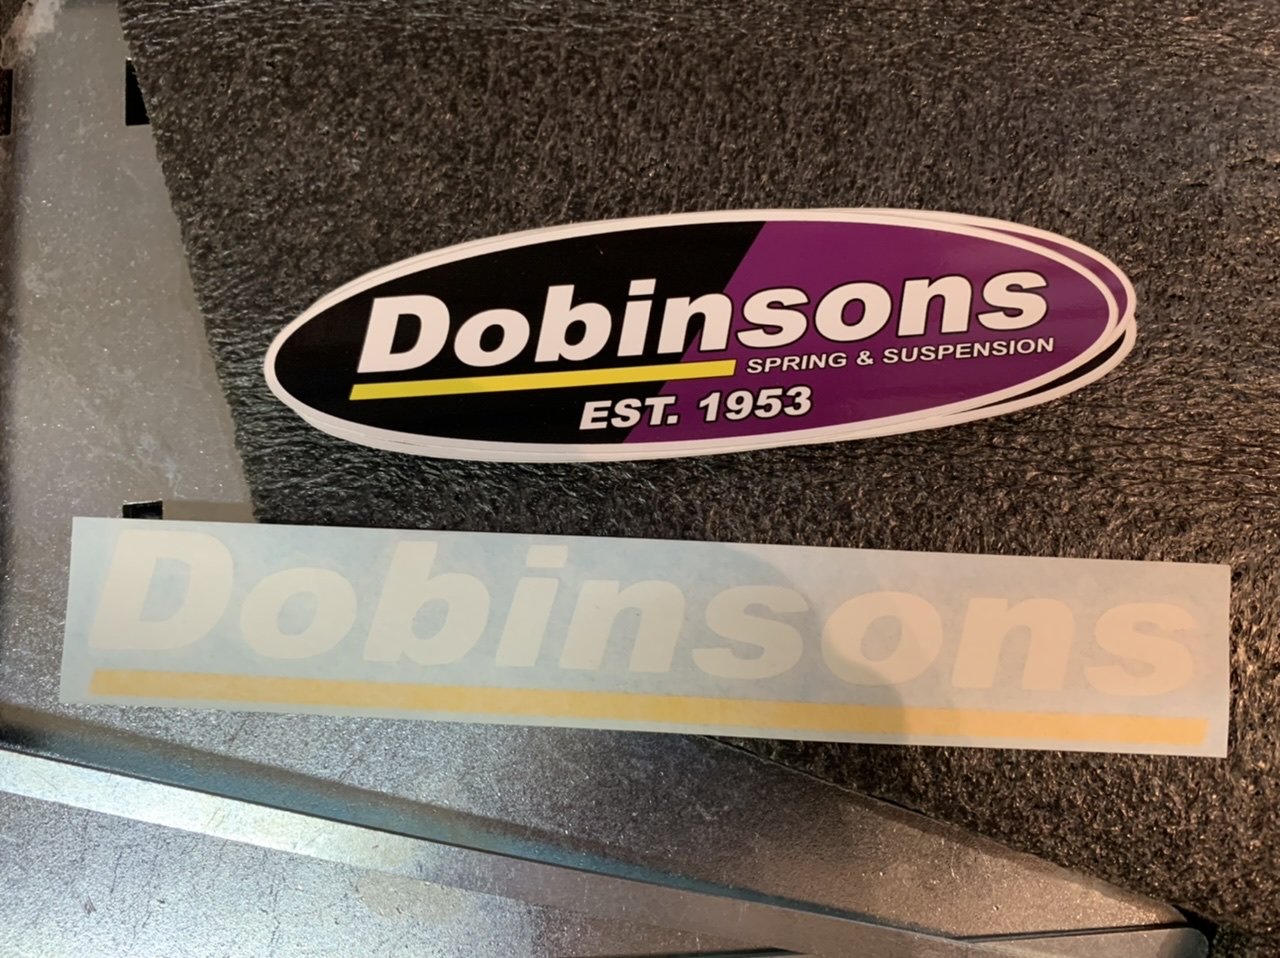 Dobinsons
SPRING & SUSPENSION
EST. 1953
Dobinsons